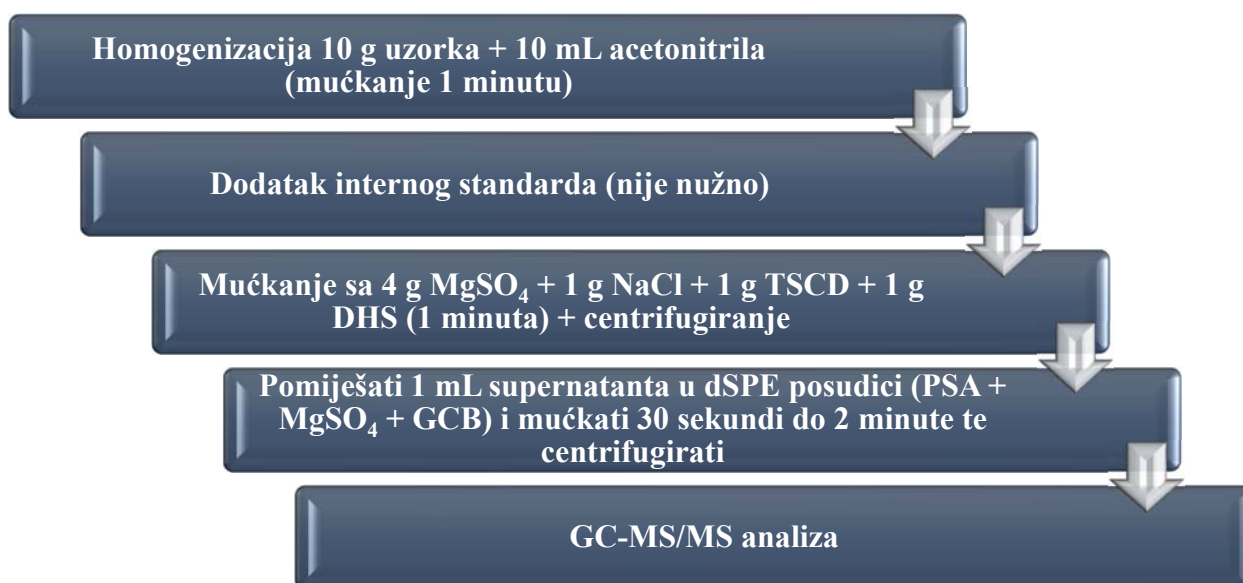 Homogenizacija 10 g uzorka + 10 mL acetonitrila
(mućkanje 1 minutu)
Dodatak internog standarda (nije nužno)
Mućkanje sa 4 g MgSO₄ + 1 g NaCl + 1 g TSCD + 1 g
DHS (1 minuta) + centrifugiranje
Pomiješati 1 mL supernatanta u dSPE posudici (PSA +
MgSO₄ + GCB) i mućkati 30 sekundi do 2 minute te
centrifugirati
GC-MS/MS analiza